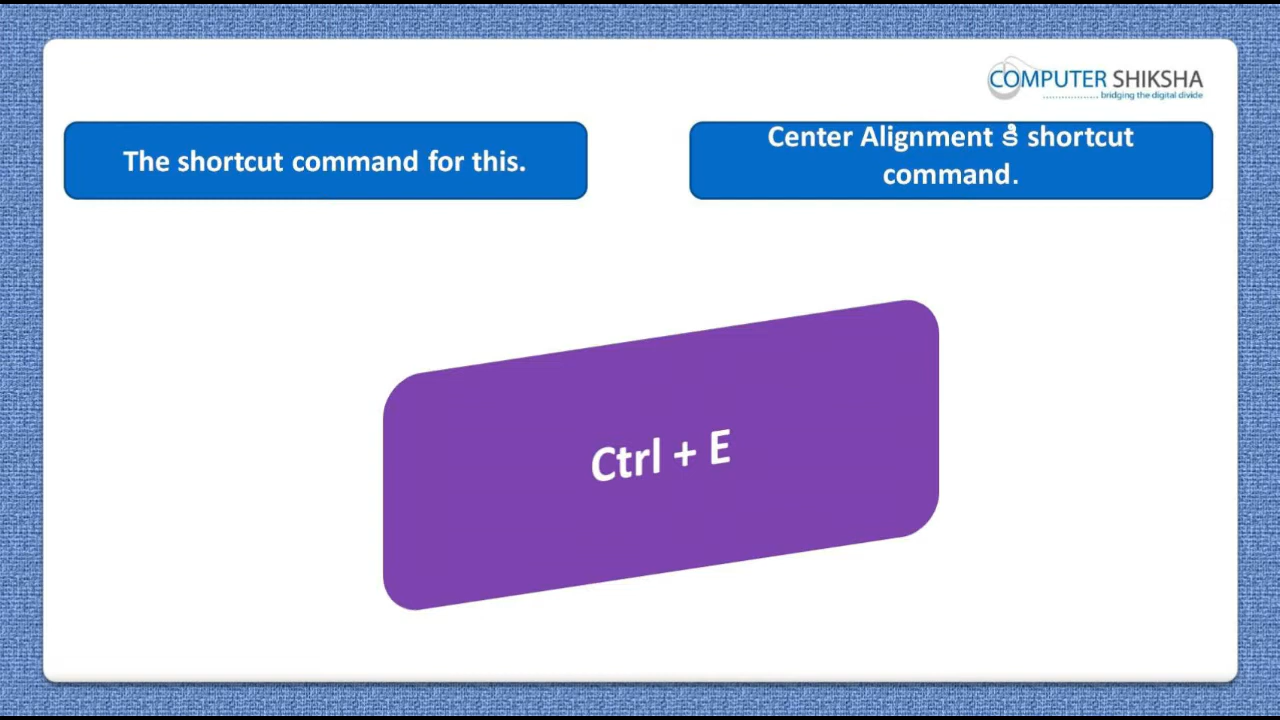 COMPUTER SHIKSHA
bridging the digital divide
The shortcut command for this.
Center Alignment కి shortcut
command.
Ctrl + E